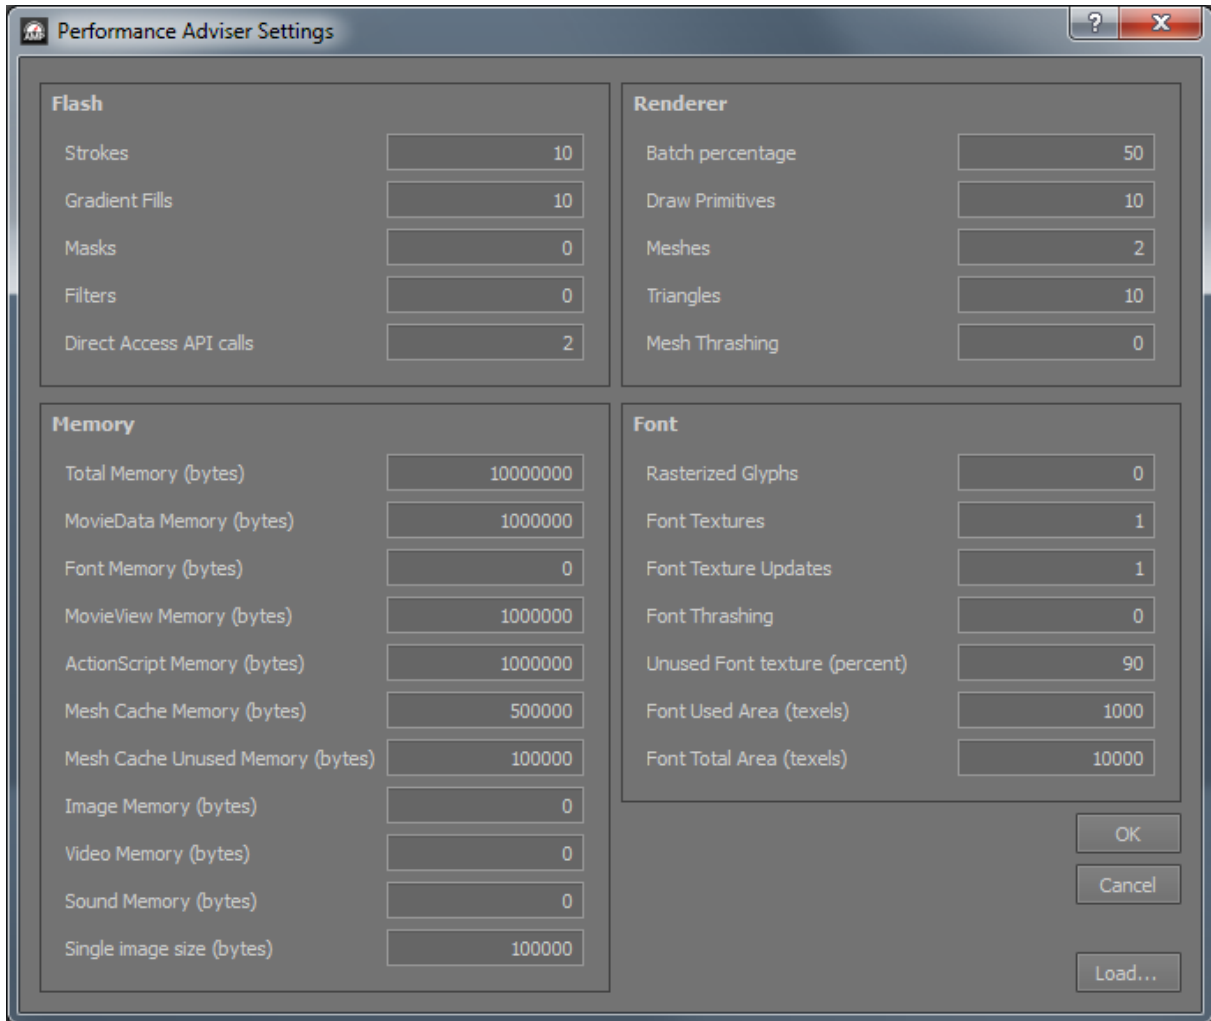 AMP Performance Adviser Settings ? X
Flash
Strokes 10
Gradient Fills 10
Masks 0
Filters 0
Direct Access API calls 2
Renderer
Batch percentage 50
Draw Primitives 10
Meshes 2
Triangles 10
Mesh Thrashing 0
Memory
Total Memory (bytes) 10000000
MovieData Memory (bytes) 1000000
Font Memory (bytes) 0
MovieView Memory (bytes) 1000000
ActionScript Memory (bytes) 1000000
Mesh Cache Memory (bytes) 500000
Mesh Cache Unused Memory (bytes) 100000
Image Memory (bytes) 0
Video Memory (bytes) 0
Sound Memory (bytes) 0
Single image size (bytes) 100000
Font
Rasterized Glyphs 0
Font Textures 1
Font Texture Updates 1
Font Thrashing 0
Unused Font texture (percent) 90
Font Used Area (texels) 1000
Font Total Area (texels) 10000
OK
Cancel
Load...